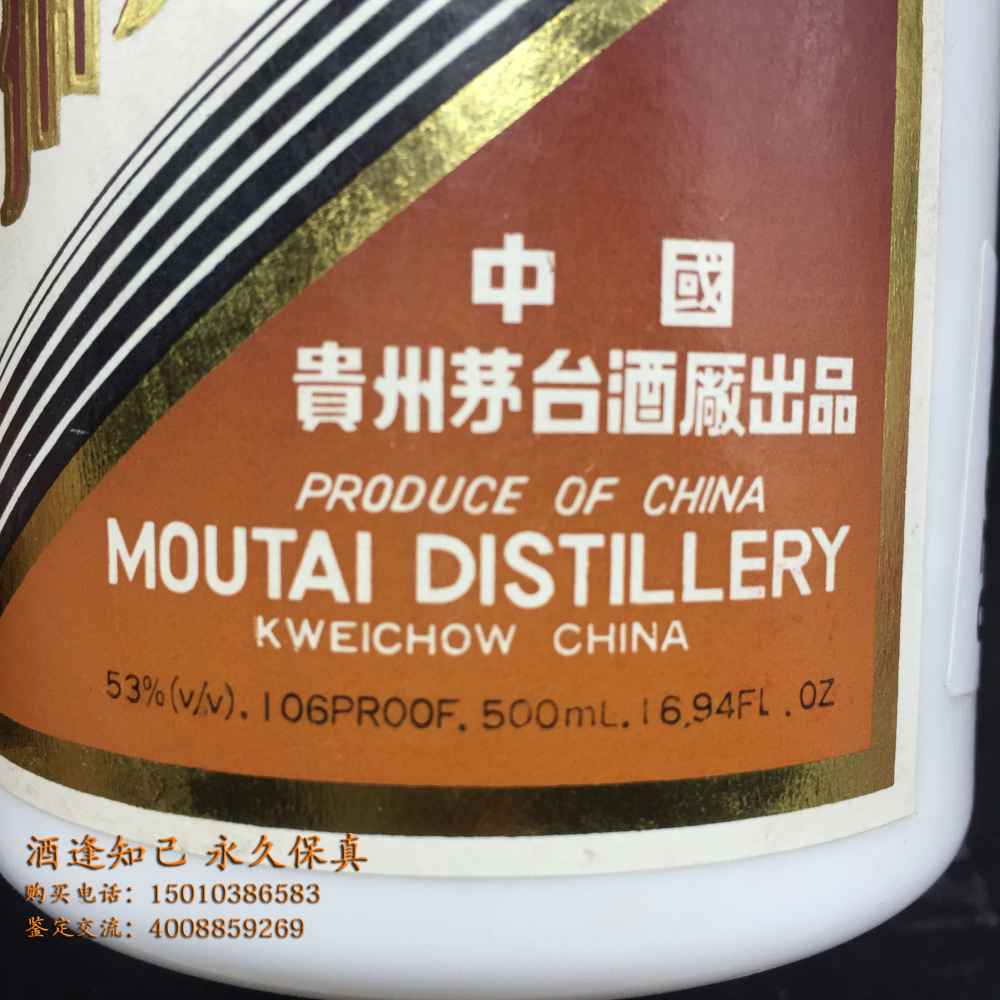 中 國
貴州茅台酒厰出品
PRODUCE OF CHINA
MOUTAI DISTILLERY
KWEICHOW CHINA
53%(v/v). 106PROOF. 500mL. 16.94FL. OZ
酒逢知己 永久保真
购买电话：15010386583
鉴定交流：4008859269